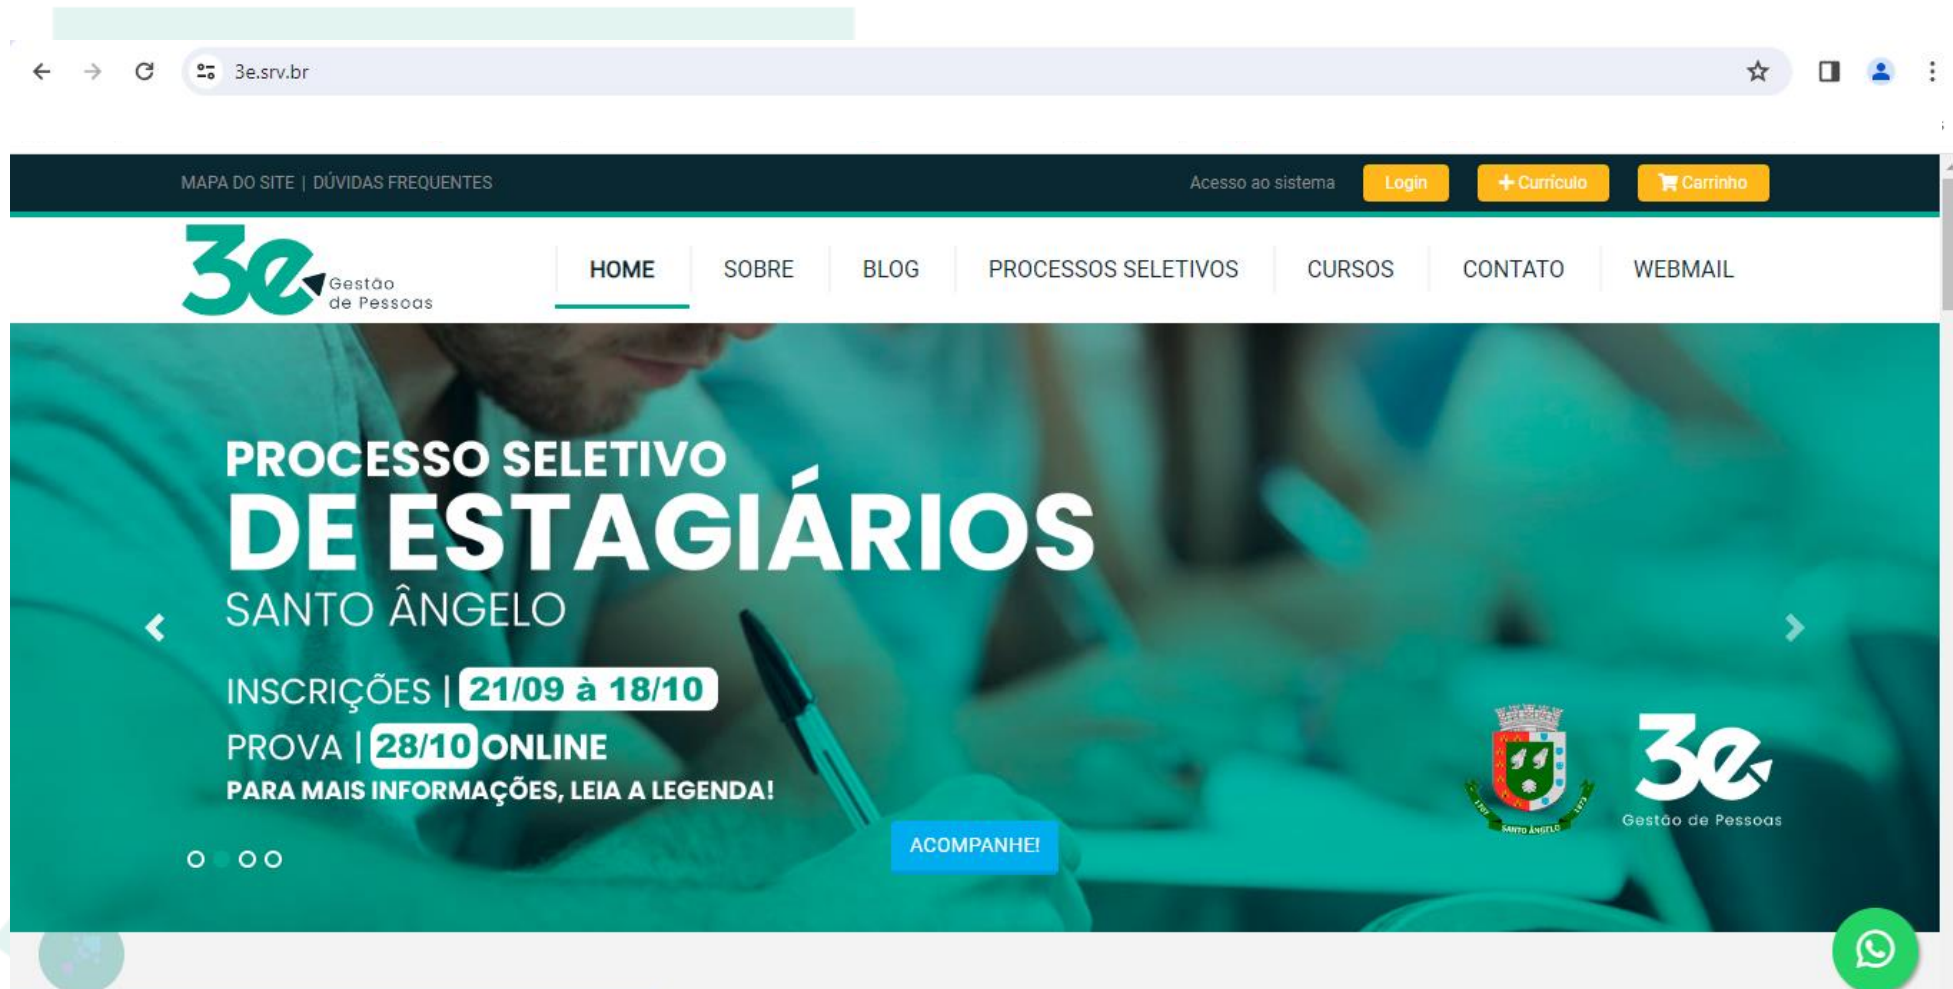 3e.srv.br
MAPA DO SITE | DÚVIDAS FREQUENTES
Acesso ao sistema
Login
Currículo
Carrinho
3e Gestão
de Pessoas
HOME
SOBRE
BLOG
PROCESSOS SELETIVOS
CURSOS
CONTATO
WEBMAIL
PROCESSO SELETIVO
DE ESTAGIÁRIOS
SANTO ÂNGELO
INSCRIÇÕES | 21/09 à 18/10
PROVA | 28/10 ONLINE
PARA MAIS INFORMAÇÕES, LEIA A LEGENDA!
ACOMPANHE!
1707
SANTO ÂNGELO
1873
3e
Gestão de Pessoas